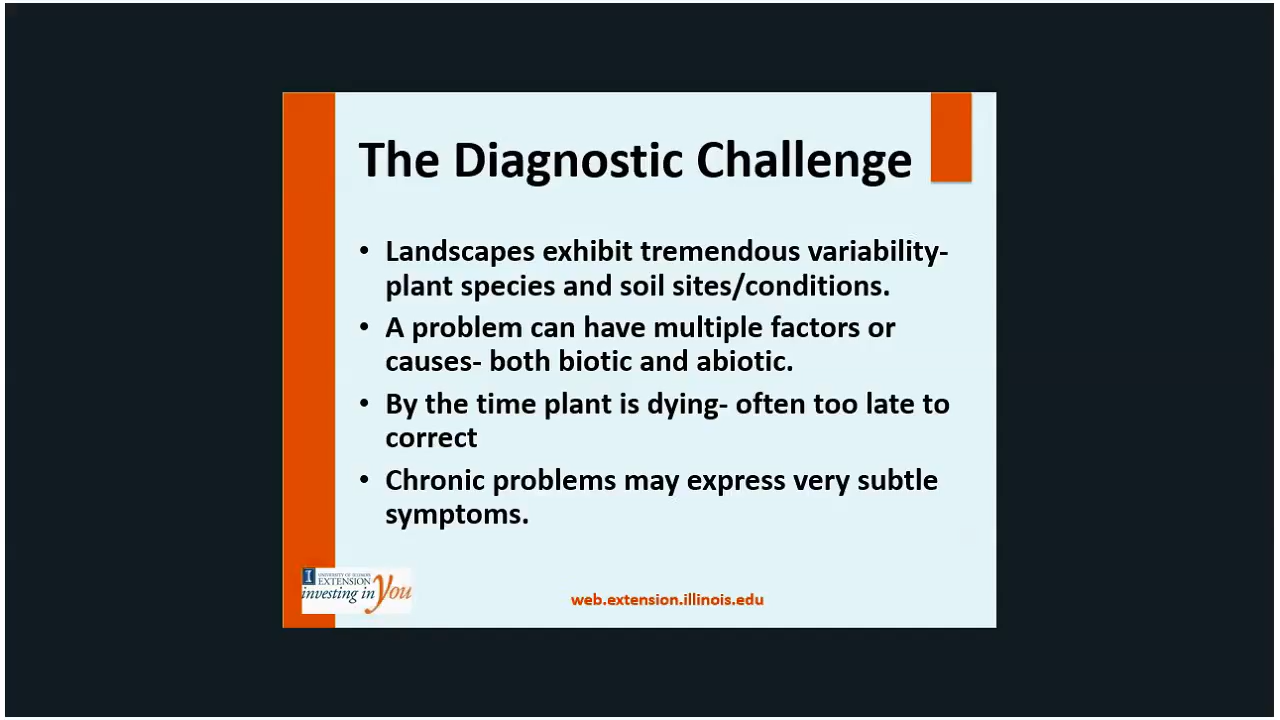 The Diagnostic Challenge
• Landscapes exhibit tremendous variability-
plant species and soil sites/conditions.
• A problem can have multiple factors or
causes- both biotic and abiotic.
• By the time plant is dying- often too late to
correct
• Chronic problems may express very subtle
symptoms.
I UNIVERSITY OF ILLINOIS
EXTENSION
investing in you
web.extension.illinois.edu